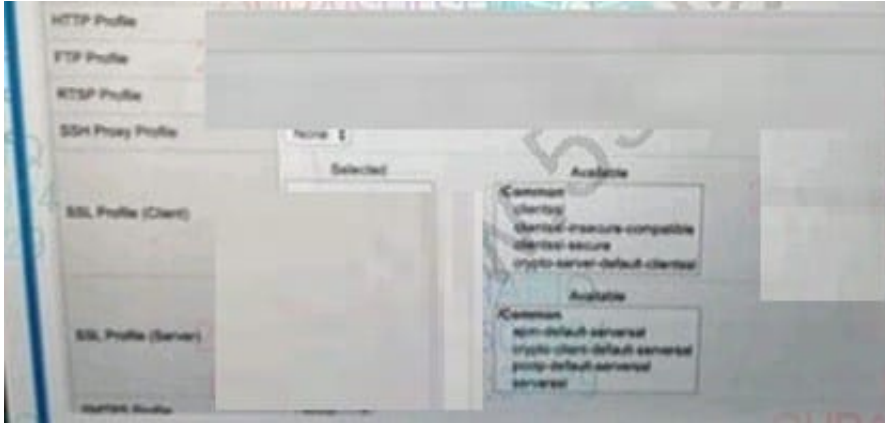 HTTP Profile
FTP Profile
RTSP Profile
SSH Proxy Profile
None
Selected
Available
SSL Profile (Client)
/Common
clientssl
clientssl-insecure-compatible
clientssl-secure
crypto-server-default-clientssl
Available
SSL Profile (Server)
/Common
apm-default-serverssl
crypto-client-default-serverssl
pcoip-default-serverssl
serverssl
SMTPS Profile